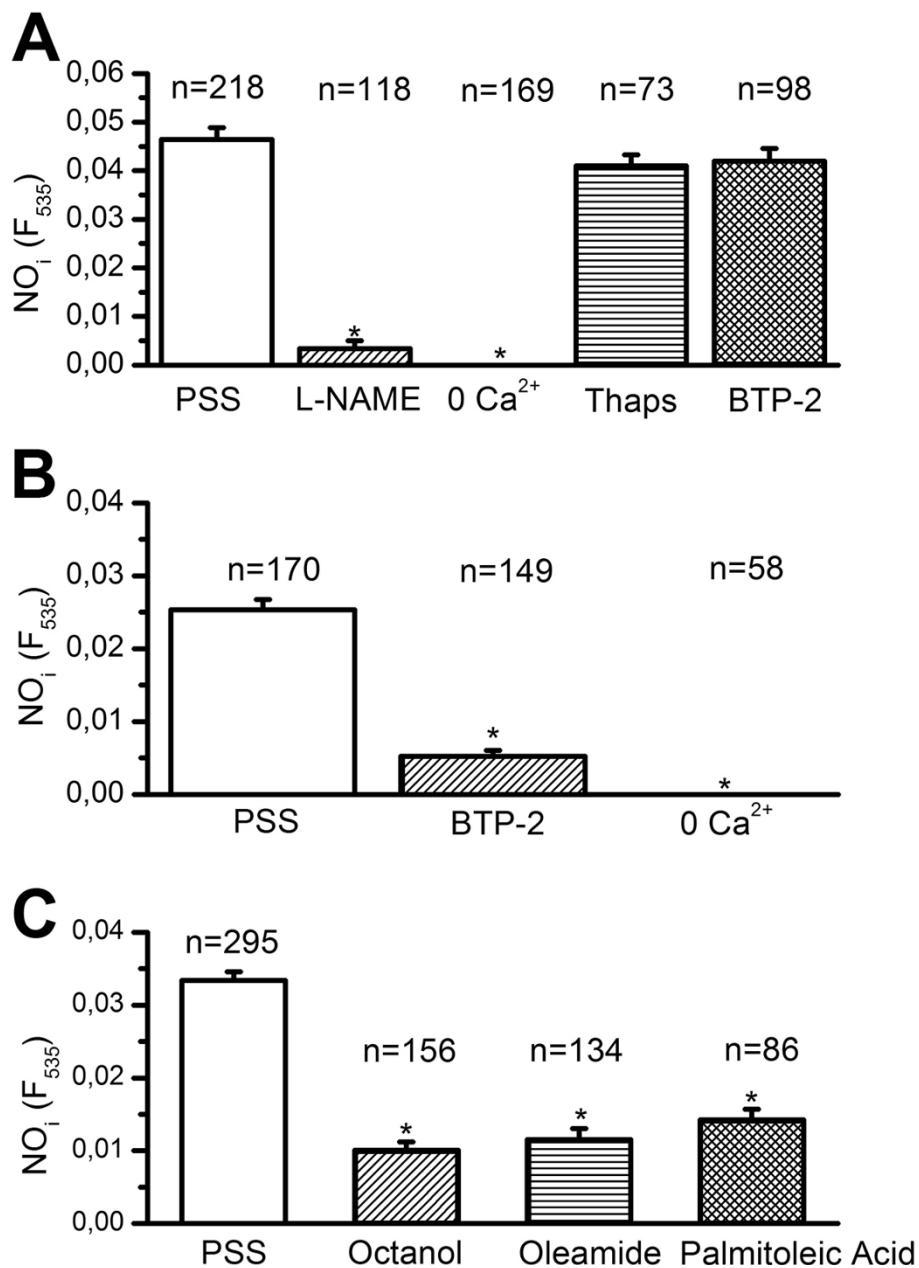 A
n=218 n=118 n=169 n=73 n=98
0,06
0,05
0,04
0,03
0,02
0,01
0,00
NOi (F535)
* *
PSS L-NAME 0 Ca2+ Thaps BTP-2
B
0,04
0,03
0,02
0,01
0,00
NOi (F535)
n=170 n=149 n=58
* *
PSS BTP-2 0 Ca2+
C
0,04
0,03
0,02
0,01
0,00
NOi (F535)
n=295
n=156 n=134 n=86
* * *
PSS Octanol Oleamide Palmitoleic Acid